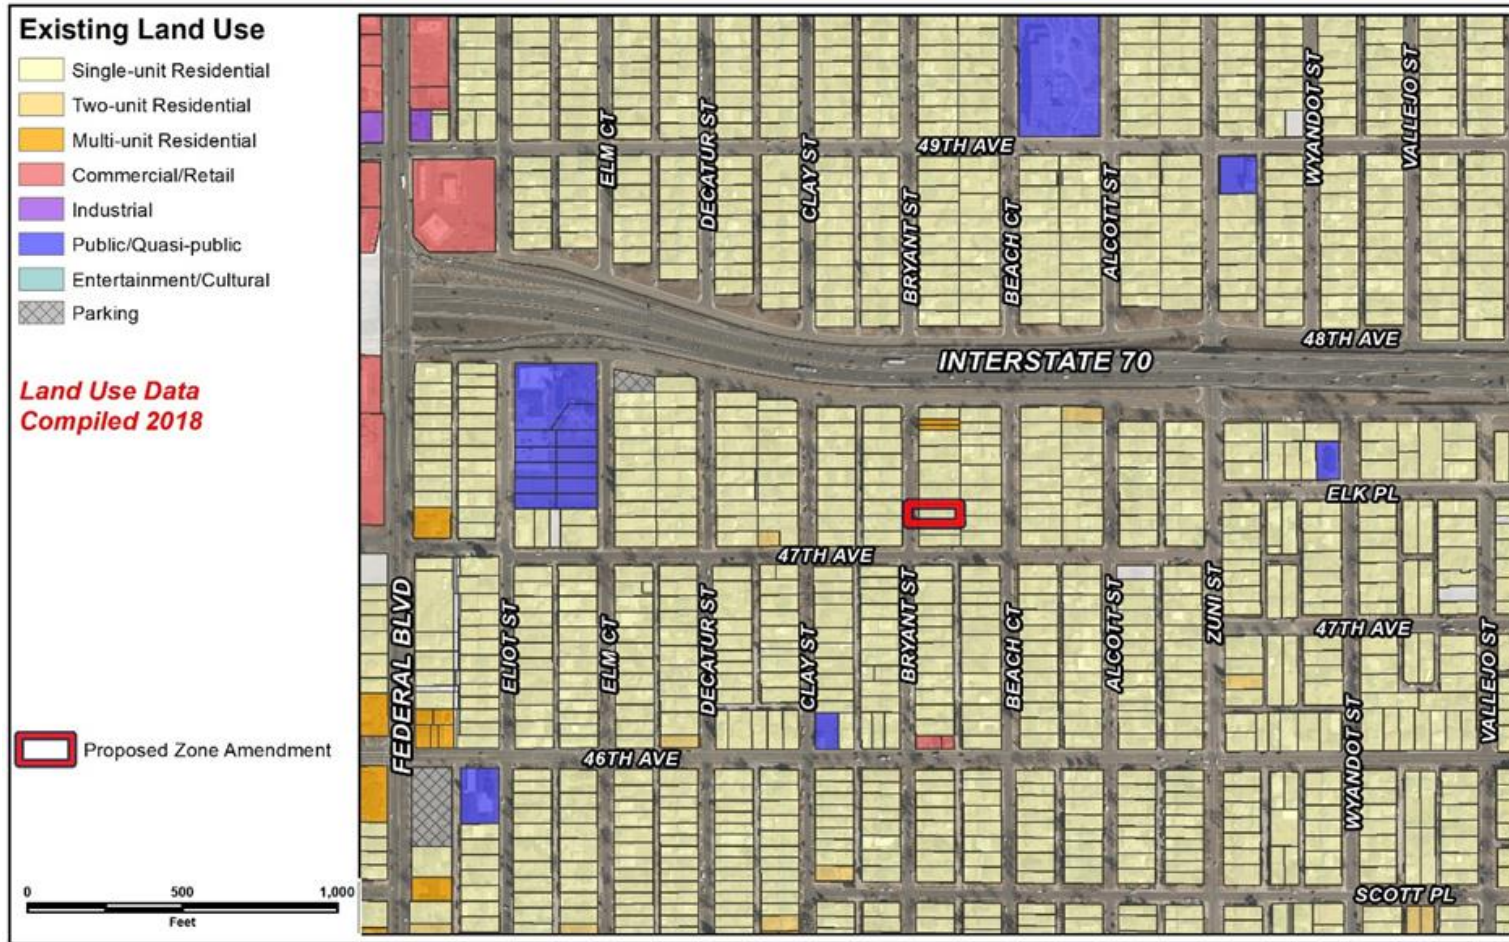 Existing Land Use
Single-unit Residential
Two-unit Residential
Multi-unit Residential
Commercial/Retail
Industrial
Public/Quasi-public
Entertainment/Cultural
Parking
Land Use Data
Compiled 2018
Proposed Zone Amendment
0 500 1,000
Feet
ELM CT
DECATUR ST
CLAY ST
BRYANT ST
49TH AVE
BEACH CT
ALCOTT ST
WYANDOT ST
VALLEJO ST
48TH AVE
INTERSTATE 70
ELK PL
47TH AVE
FEDERAL BLVD
ELIOT ST
ELM CT
DECATUR ST
CLAY ST
BRYANT ST
BEACH CT
ALCOTT ST
ZUNI ST
47TH AVE
WYANDOT ST
VALLEJO ST
46TH AVE
SCOTT PL